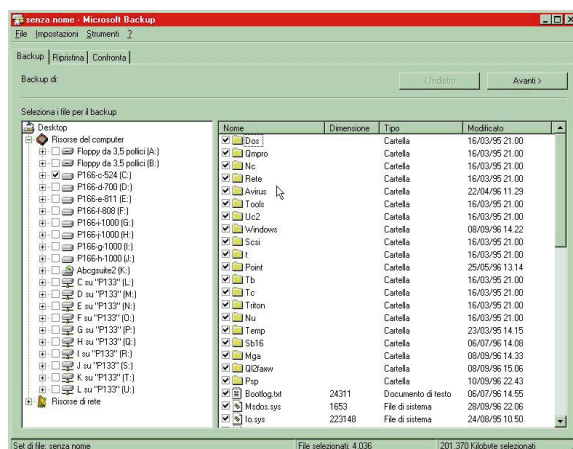 senza nome - Microsoft Backup
File Impostazioni Strumenti ?
Backup Ripristina Confronta
Backup di:
< Indietro Avanti >
Seleziona i file per il backup
Desktop
Risorse del computer
Floppy da 3,5 pollici (A:)
Floppy da 3,5 pollici (B:)
P166-c-524 (C:)
P166-d-700 (D:)
P166-e-811 (E:)
P166-f-808 (F:)
P166-i-1000 (G:)
P166-j-1000 (H:)
P166-g-1000 (I:)
P166-h-1000 (J:)
Abcgsuite2 (K:)
C su "P133" (L:)
D su "P133" (M:)
E su "P133" (N:)
F su "P133" (O:)
G su "P133" (P:)
H su "P133" (Q:)
I su "P133" (R:)
J su "P133" (S:)
K su "P133" (T:)
L su "P133" (U:)
Risorse di rete
Nome Dimensione Tipo Modificato
Dos Cartella 16/03/95 21.00
Qmpro Cartella 16/03/95 21.00
Nc Cartella 16/03/95 21.00
Rete Cartella 16/03/95 21.00
Avirus Cartella 22/04/96 11.29
Tools Cartella 16/03/95 21.00
Uc2 Cartella 16/03/95 21.00
Windows Cartella 08/09/96 14.22
Scsi Cartella 16/03/95 21.00
t Cartella 16/03/95 21.00
Point Cartella 25/05/96 13.14
Tb Cartella 16/03/95 21.00
Tc Cartella 16/03/95 21.00
Triton Cartella 16/03/95 21.00
Nu Cartella 16/03/95 21.00
Temp Cartella 23/03/95 14.15
Sb16 Cartella 06/07/96 14.08
Mga Cartella 08/09/96 14.33
Ql2faxw Cartella 08/09/96 15.06
Psp Cartella 10/09/96 22.43
Bootlog.txt 24311 Documento di testo 06/07/96 14.55
Msdos.sys 1653 File di sistema 28/09/96 22.06
Io.sys 223148 File di sistema 24/08/95 10.50
Set di file: senza nome File selezionati: 4.036 201.370 Kilobyte selezionati